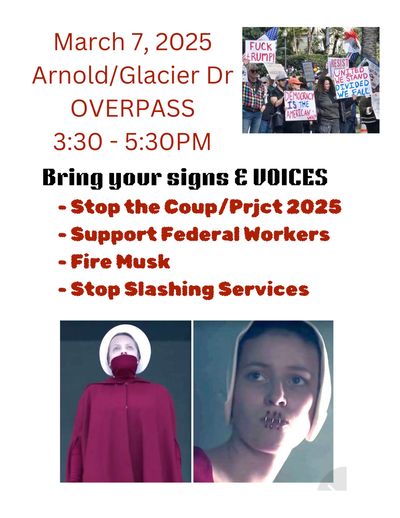 March 7, 2025
Arnold/Glacier Dr
OVERPASS
3:30 - 5:30PM
FUCK
TRUMP!
DEMOCRACY
IS THE
AMERICAN
RESIST
UNITED
WE STAND
DIVIDED
WE FALL
Bring your signs & VOICES
- Stop the Coup/Prjct 2025
- Support Federal Workers
- Fire Musk
- Stop Slashing Services